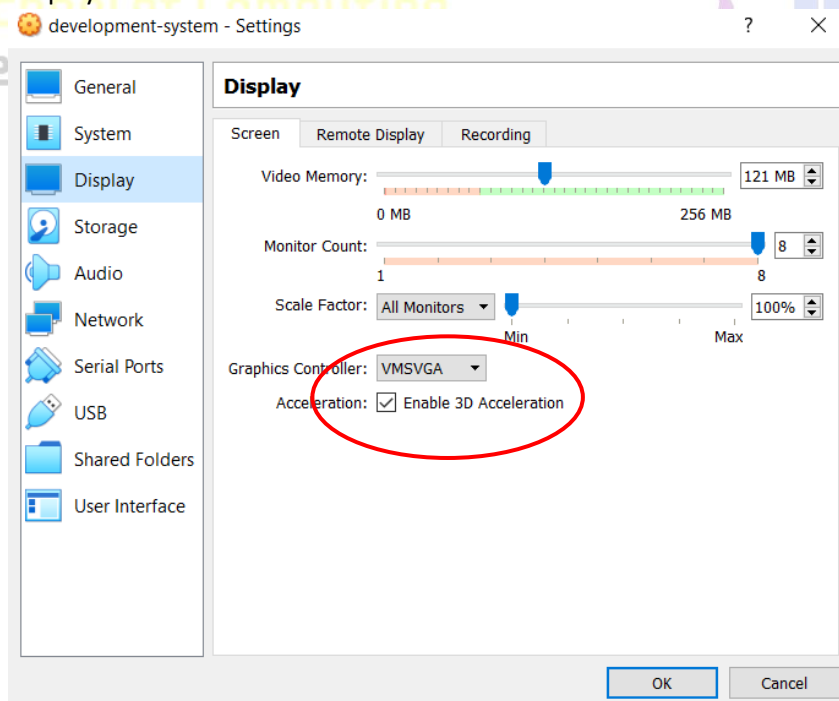 development-system - Settings ?
General
System
Display
Storage
Audio
Network
Serial Ports
USB
Shared Folders
User Interface
Display
Screen Remote Display Recording
Video Memory: 121 MB
0 MB 256 MB
Monitor Count: 8
1 8
Scale Factor: All Monitors 100%
Min Max
Graphics Controller: VMSVGA
Acceleration: Enable 3D Acceleration
OK Cancel